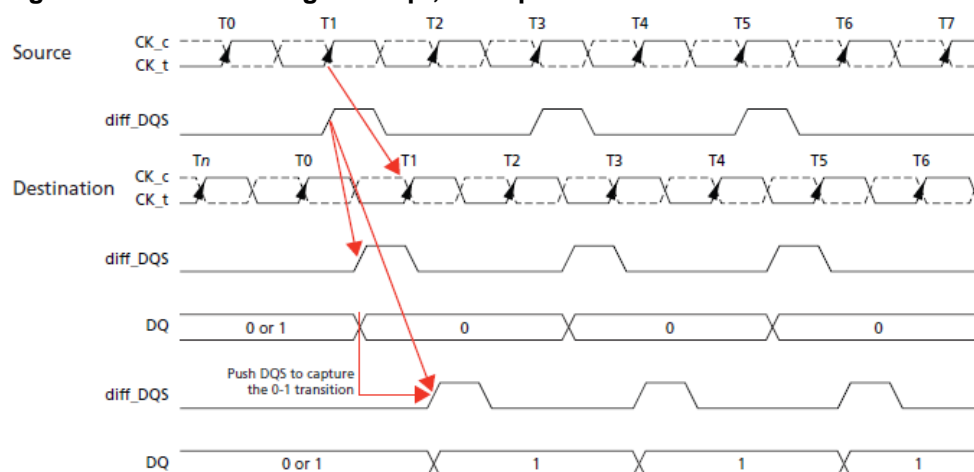 T0 T1 T2 T3 T4 T5 T6 T7
Source CK_c
CK_t
diff_DQS
Tn T0 T1 T2 T3 T4 T5 T6
Destination CK_c
CK_t
diff_DQS
DQ 0 or 1 0 0 0
Push DQS to capture
the 0-1 transition
diff_DQS
DQ 0 or 1 1 1 1